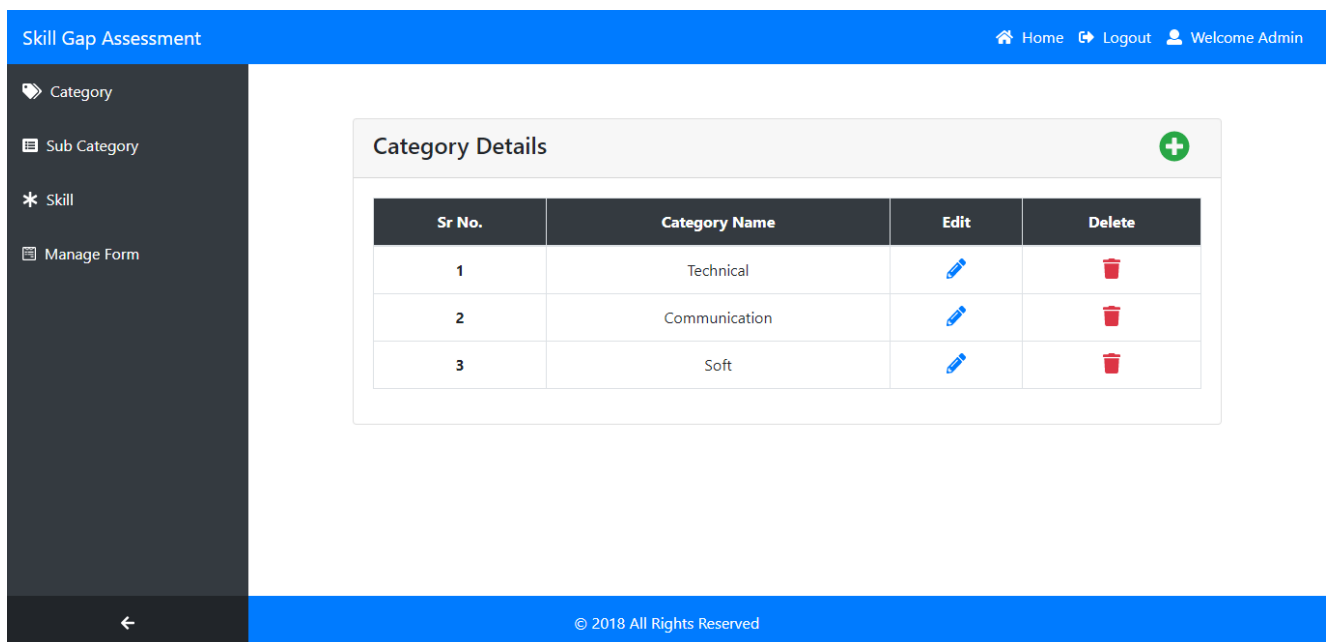 Skill Gap Assessment
Home Logout Welcome Admin
Category
Sub Category
Skill
Manage Form
Category Details
Sr No. Category Name Edit Delete
1 Technical
2 Communication
3 Soft
© 2018 All Rights Reserved